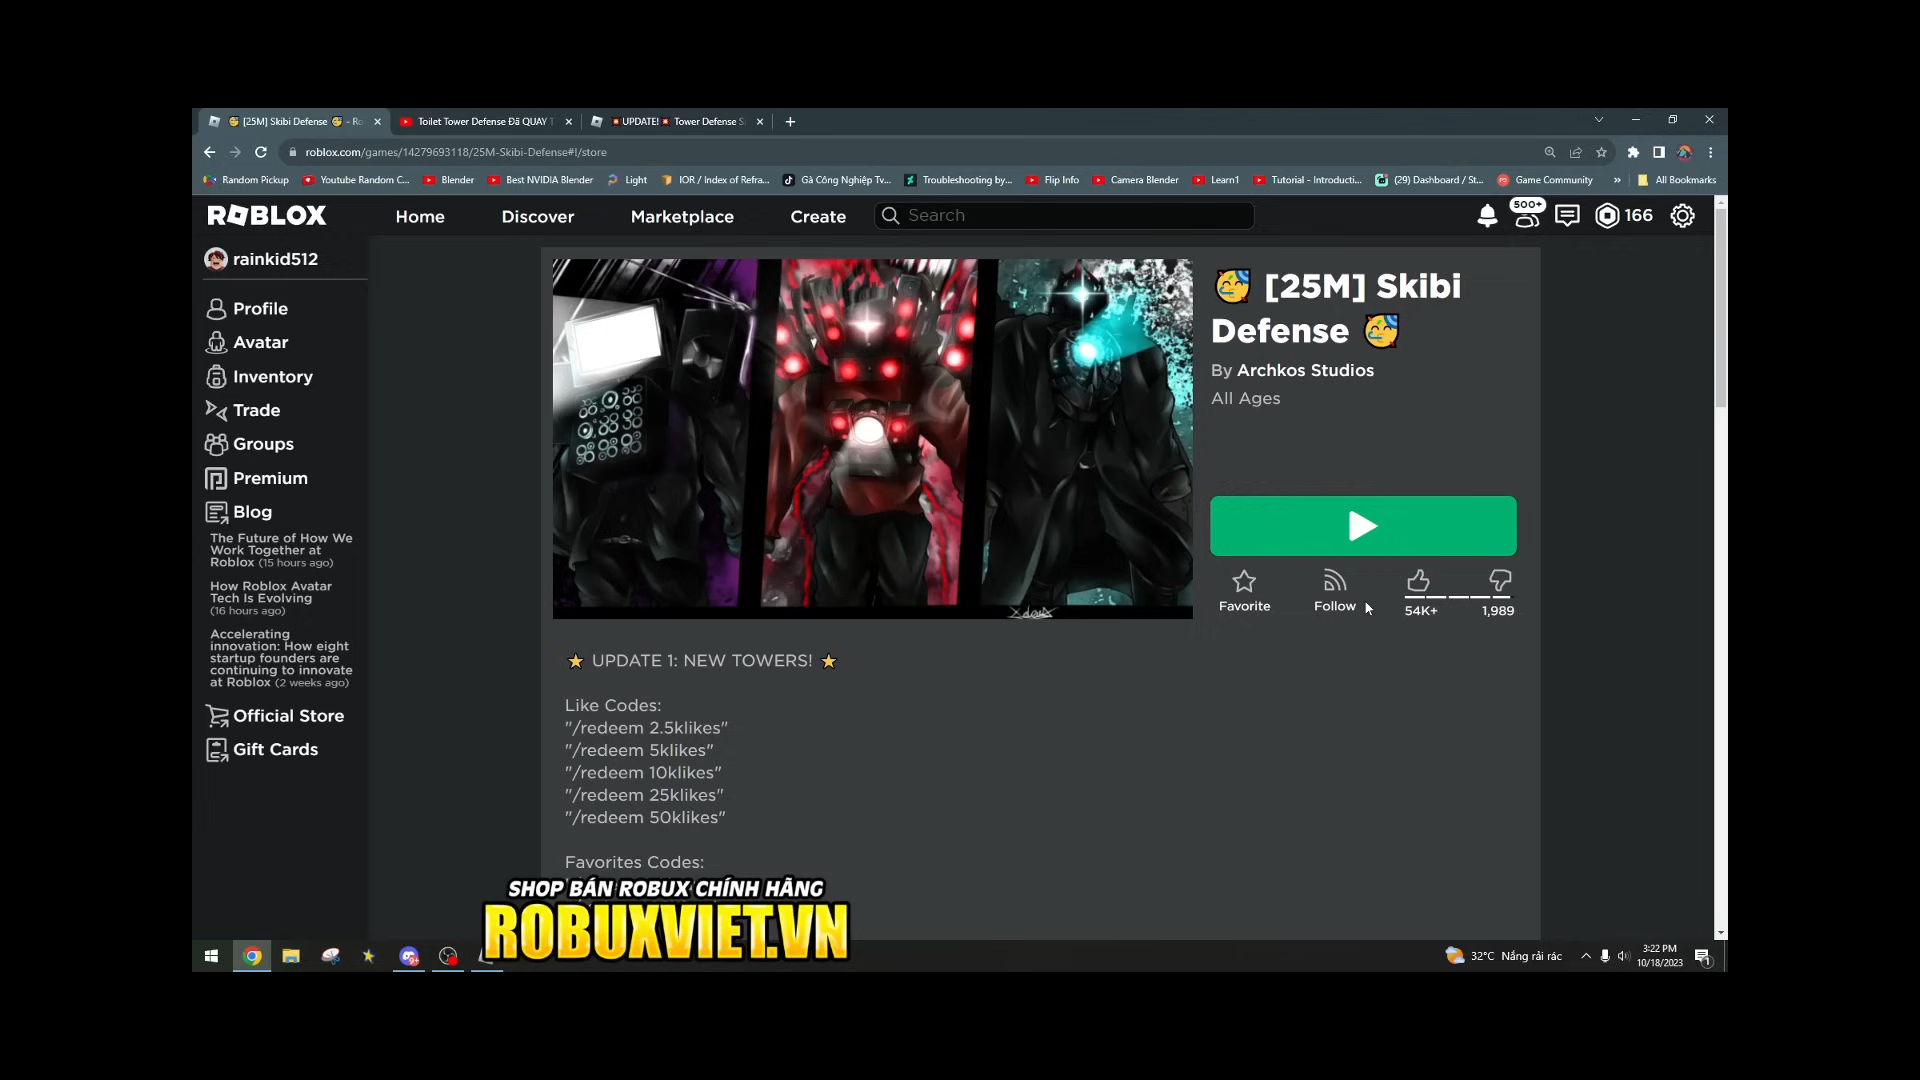 [25M] Skibi Defense - Ro
Toilet Tower Defense Đã QUAY T
UPDATE! Tower Defense S
roblox.com/games/14279693118/25M-Skibi-Defense#!/store
Random Pickup
Youtube Random C...
Blender
Best NVIDIA Blender
Light
IOR / Index of Refra...
Gà Công Nghiệp Tv...
Troubleshooting by...
Flip Info
Camera Blender
Learn1
Tutorial - Introducti...
(29) Dashboard / St...
Game Community
»
All Bookmarks
ROBLOX
Home
Discover
Marketplace
Create
Search
500+
166
rainkid512
Profile
Avatar
Inventory
Trade
Groups
Premium
Blog
The Future of How We
Work Together at
Roblox (15 hours ago)
How Roblox Avatar
Tech Is Evolving
(16 hours ago)
Accelerating
innovation: How eight
startup founders are
continuing to innovate
at Roblox (2 weeks ago)
Official Store
Gift Cards
[25M] Skibi
Defense
By Archkos Studios
All Ages
Favorite
Follow
54K+
1,989
UPDATE 1: NEW TOWERS!
Like Codes:
"/redeem 2.5klikes"
"/redeem 5klikes"
"/redeem 10klikes"
"/redeem 25klikes"
"/redeem 50klikes"
Favorites Codes:
SHOP BÁN ROBUX CHÍNH HÃNG
ROBUXVIET.VN
32°C Nắng rải rác
3:22 PM
10/18/2023